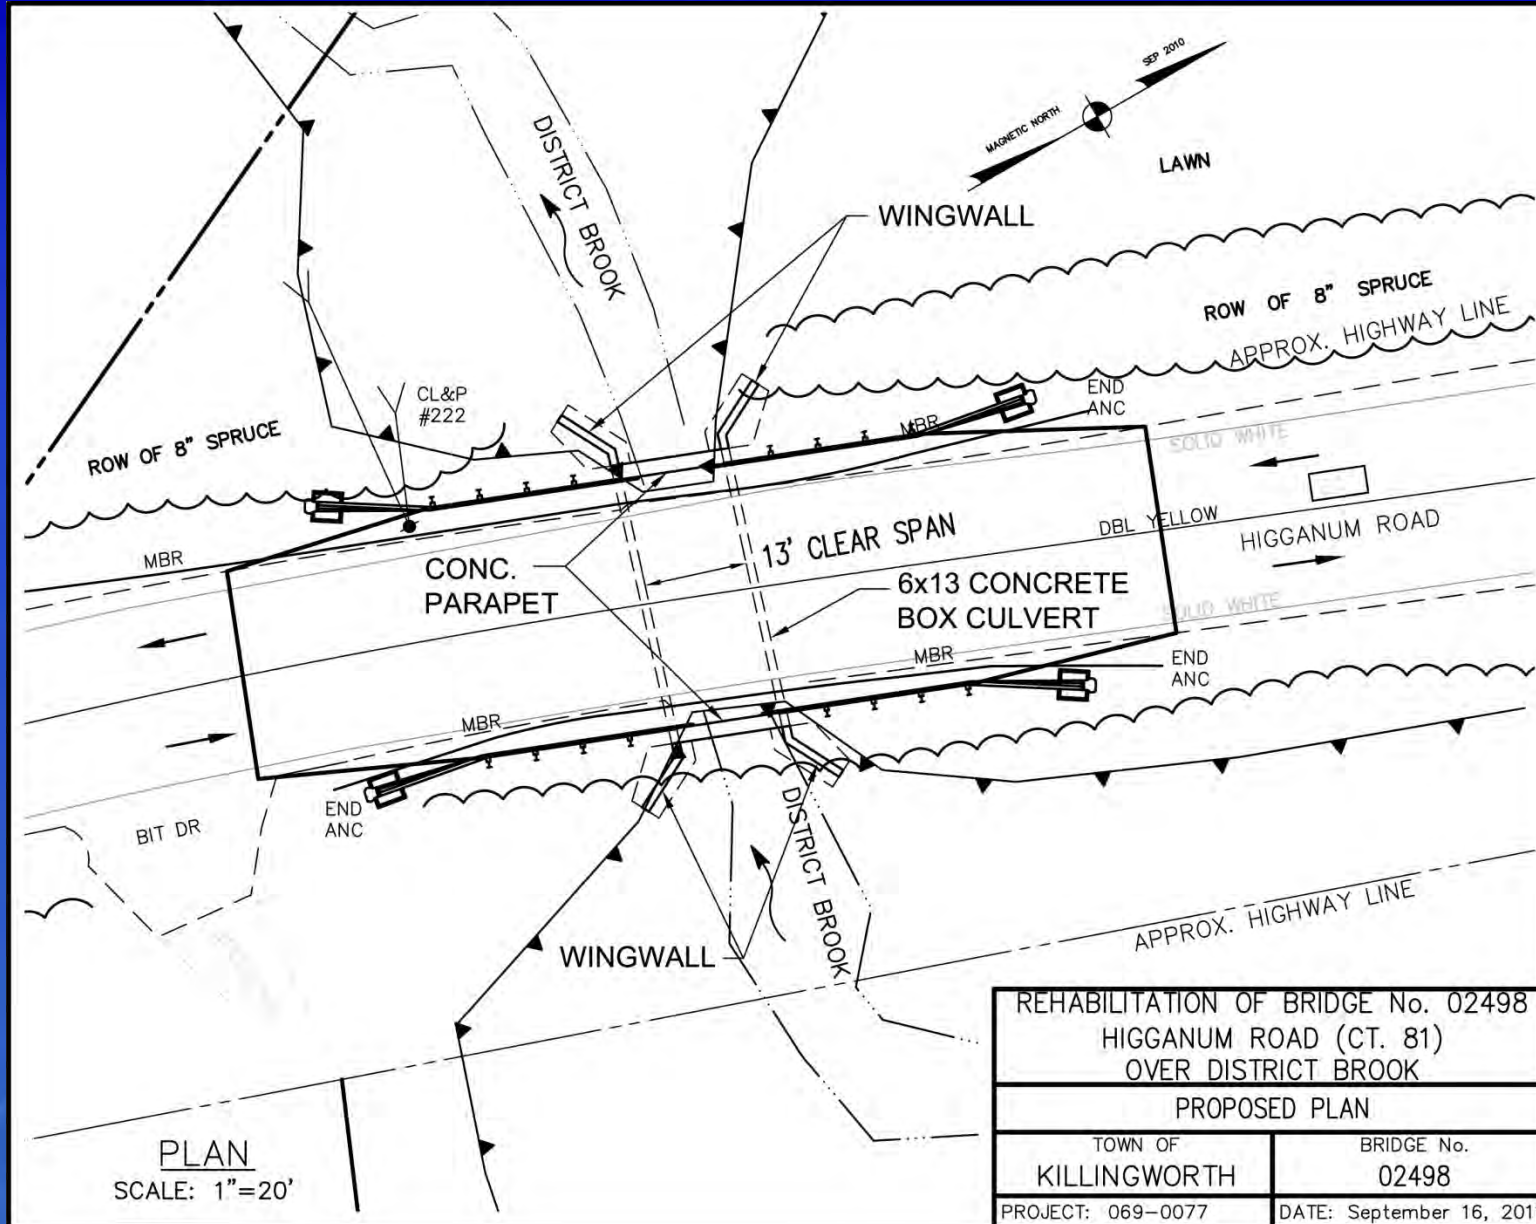 SEP 2010
MAGNETIC NORTH
LAWN
DISTRICT BROOK
WINGWALL
ROW OF 8" SPRUCE
APPROX. HIGHWAY LINE
CL&P
#222
END
ANC
MBR
ROW OF 8" SPRUCE
SOLID WHITE
MBR
13' CLEAR SPAN
DBL YELLOW
HIGGANUM ROAD
CONC.
PARAPET
6x13 CONCRETE
BOX CULVERT
SOLID WHITE
MBR
END
ANC
MBR
END
ANC
BIT DR
DISTRICT BROOK
WINGWALL
APPROX. HIGHWAY LINE
PLAN
SCALE: 1"=20'
REHABILITATION OF BRIDGE No. 02498
HIGGANUM ROAD (CT. 81)
OVER DISTRICT BROOK
PROPOSED PLAN
TOWN OF
KILLINGWORTH
BRIDGE No.
02498
PROJECT: 069-0077
DATE: September 16, 201